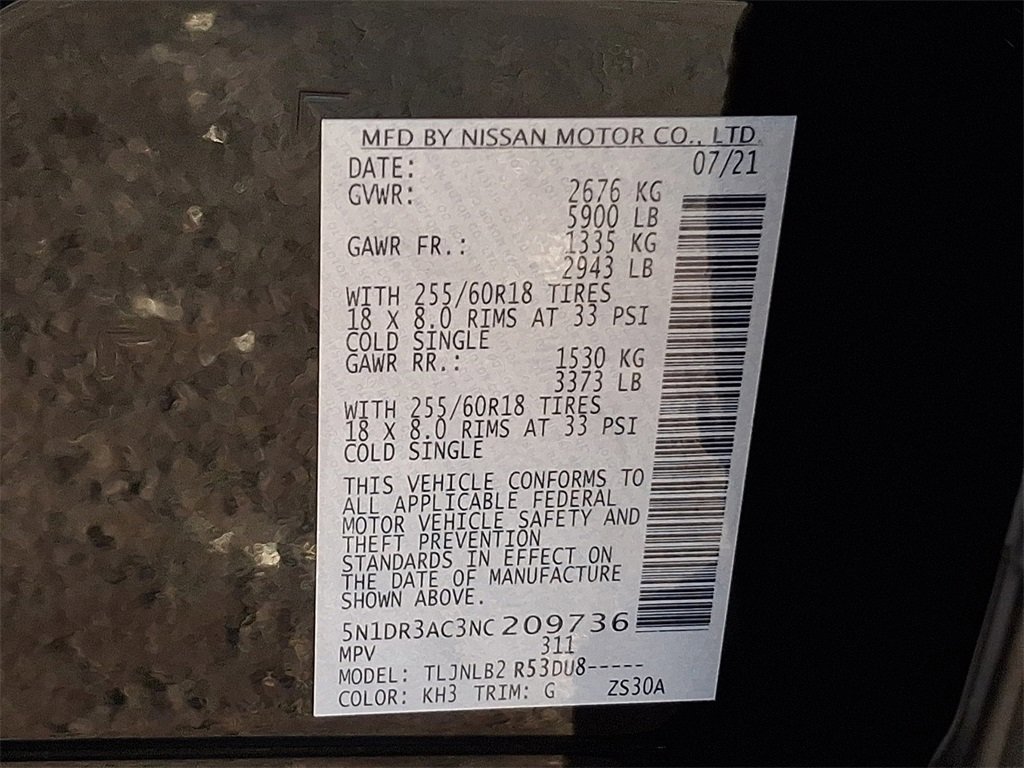 MFD BY NISSAN MOTOR CO., LTD.
DATE: 07/21
GVWR: 2676 KG
5900 LB
GAWR FR.: 1335 KG
2943 LB
WITH 255/60R18 TIRES
18 X 8.0 RIMS AT 33 PSI
COLD SINGLE
GAWR RR.: 1530 KG
3373 LB
WITH 255/60R18 TIRES
18 X 8.0 RIMS AT 33 PSI
COLD SINGLE
THIS VEHICLE CONFORMS TO
ALL APPLICABLE FEDERAL
MOTOR VEHICLE SAFETY AND
THEFT PREVENTION
STANDARDS IN EFFECT ON
THE DATE OF MANUFACTURE
SHOWN ABOVE.
5N1DR3AC3NC 209736
MPV 311
MODEL: TLJNLB2 R53DU8-----
COLOR: KH3 TRIM: G ZS30A